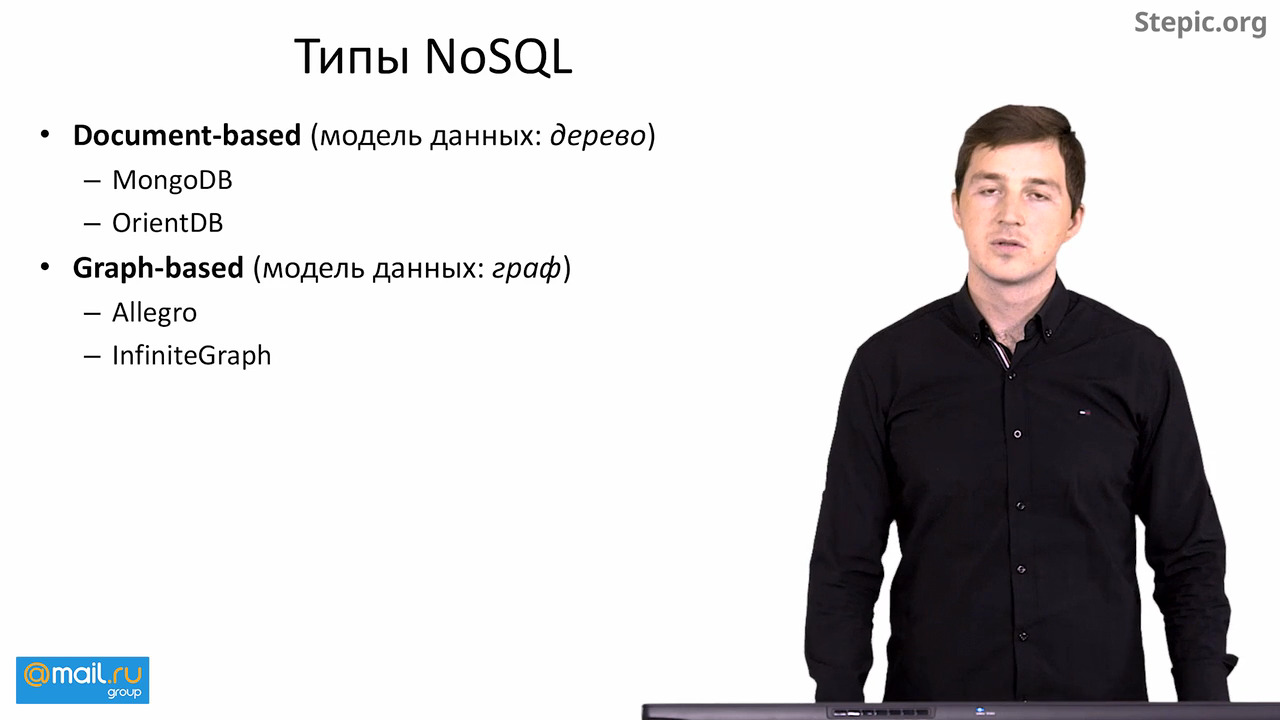 Stepic.org
Типы NoSQL
• Document-based (модель данных: дерево)
– MongoDB
– OrientDB
• Graph-based (модель данных: граф)
– Allegro
– InfiniteGraph
@mail.ru
group